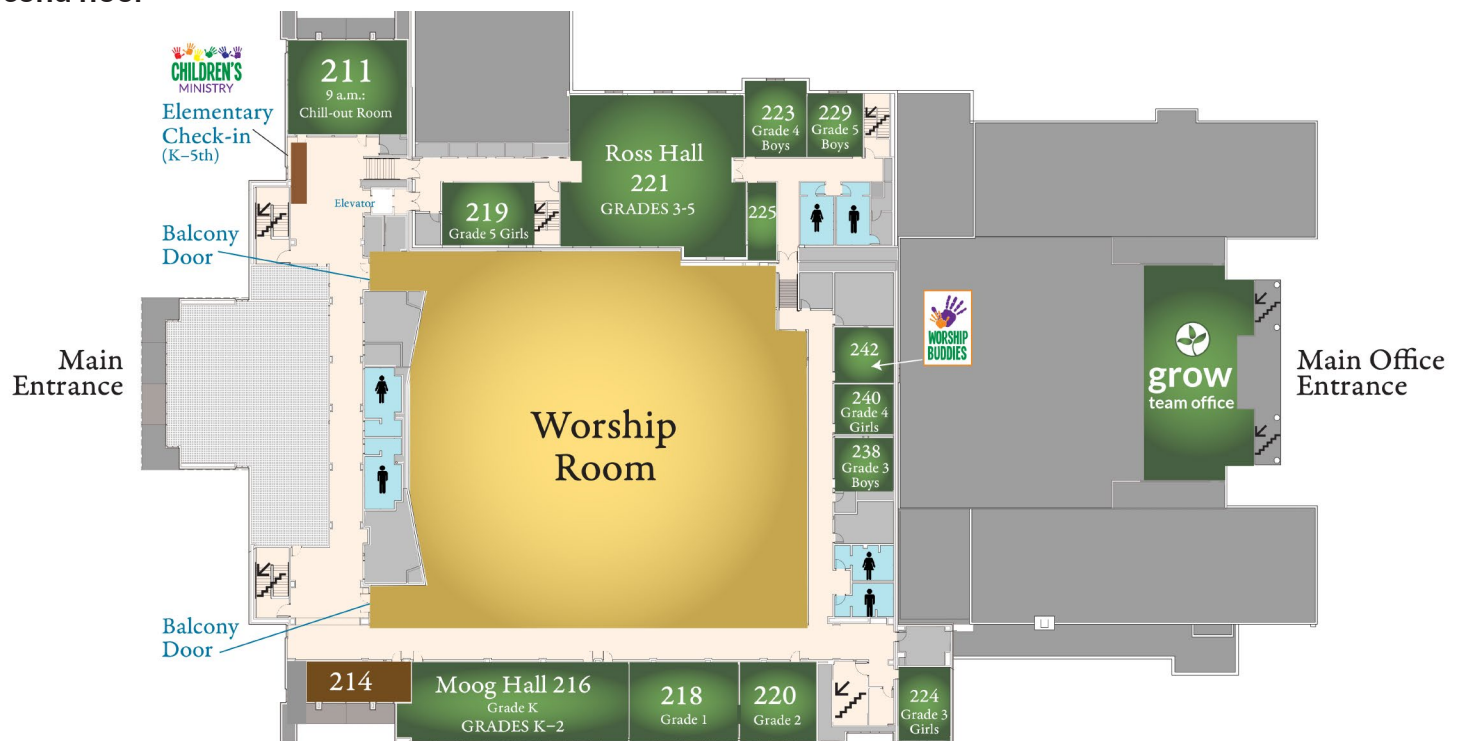 CHILDREN'S
MINISTRY
Elementary
Check-in
(K–5th)
211
9 a.m.:
Chill-out Room
Elevator
219
Grade 5 Girls
Ross Hall
221
GRADES 3-5
223
Grade 4
Boys
229
Grade 5
Boys
225
Balcony
Door
Main
Entrance
Worship
Room
242
WORSHIP
BUDDIES
240
Grade 4
Girls
238
Grade 3
Boys
grow
team office
Main Office
Entrance
Balcony
Door
214
Moog Hall 216
Grade K
GRADES K–2
218
Grade 1
220
Grade 2
224
Grade 3
Girls